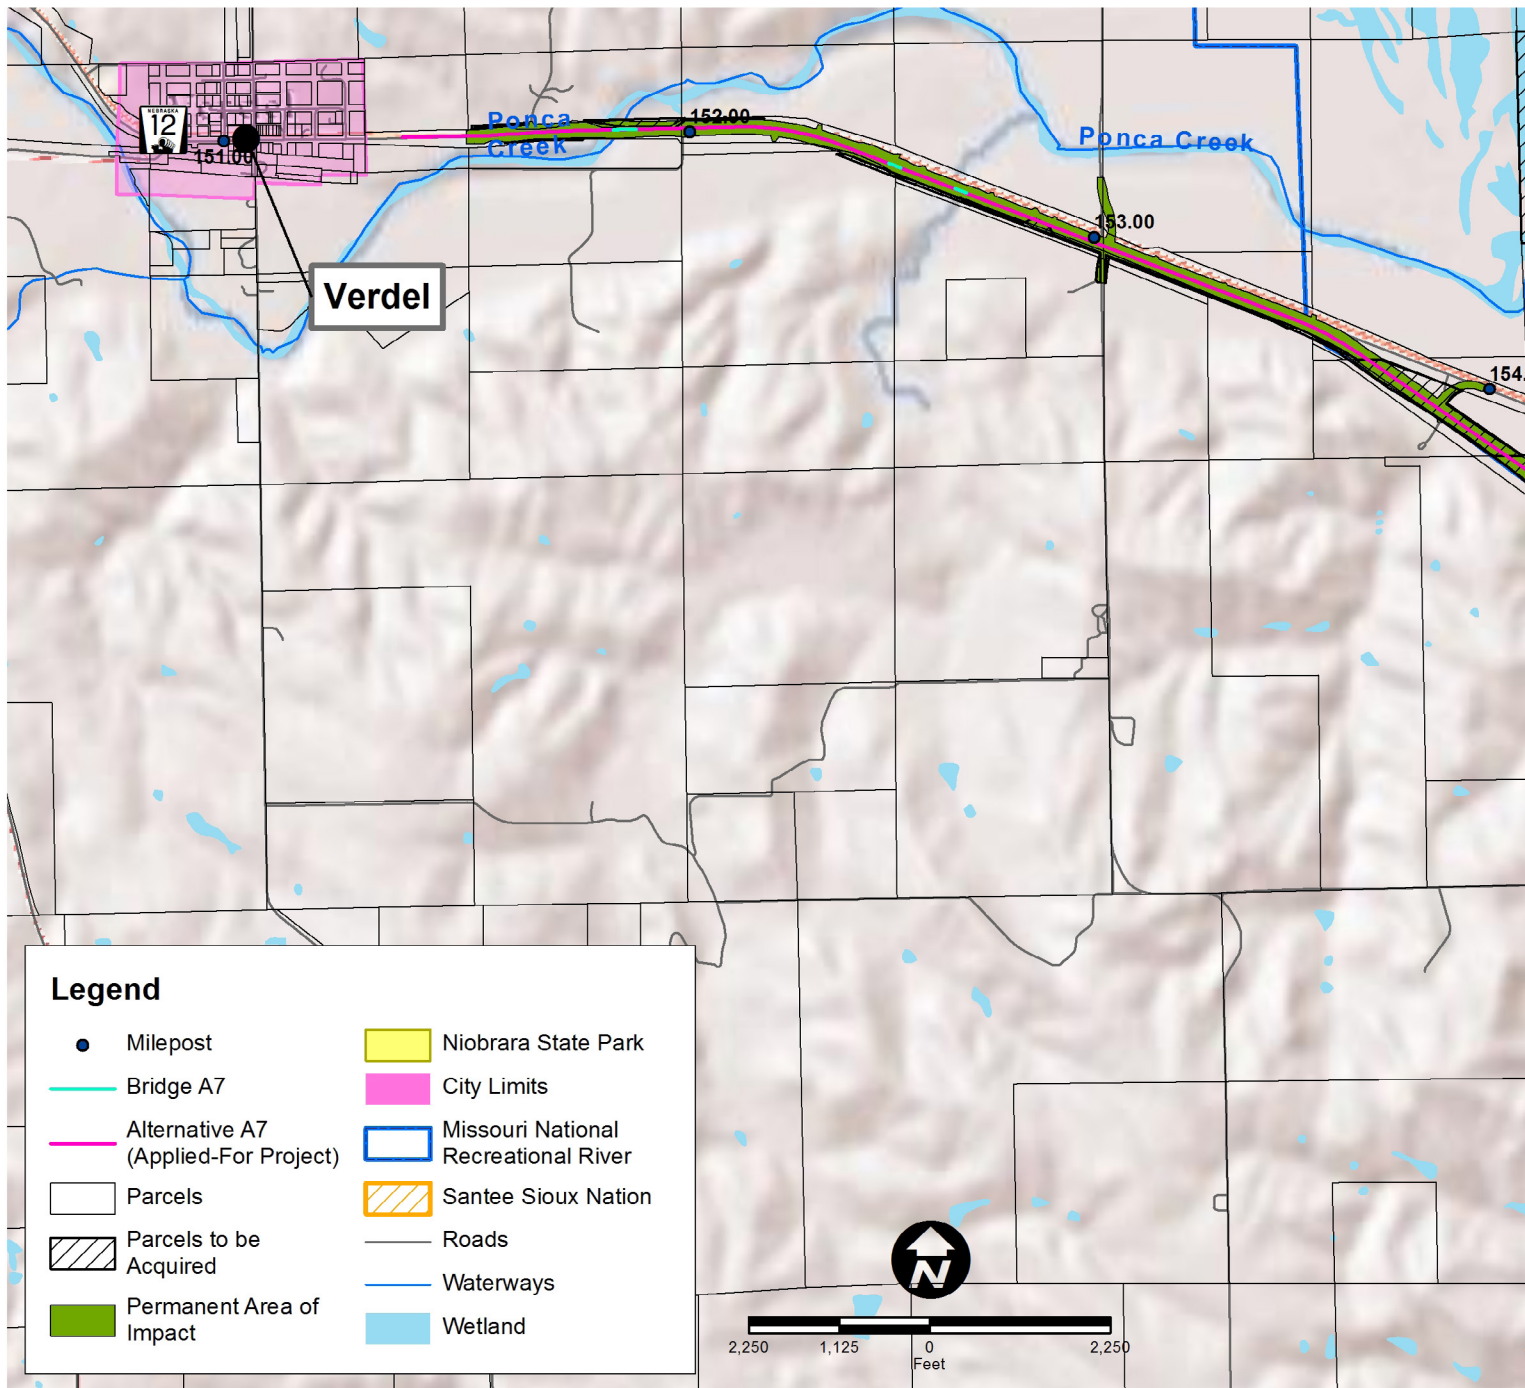 NEBRASKA
12
151.00
Ponca
Creek
152.00
Ponca Creek
153.00
154.
Verdel
Legend
Milepost
Bridge A7
Alternative A7
(Applied-For Project)
Parcels
Parcels to be
Acquired
Permanent Area of
Impact
Niobrara State Park
City Limits
Missouri National
Recreational River
Santee Sioux Nation
Roads
Waterways
Wetland
N
2,250 1,125 0 2,250
Feet